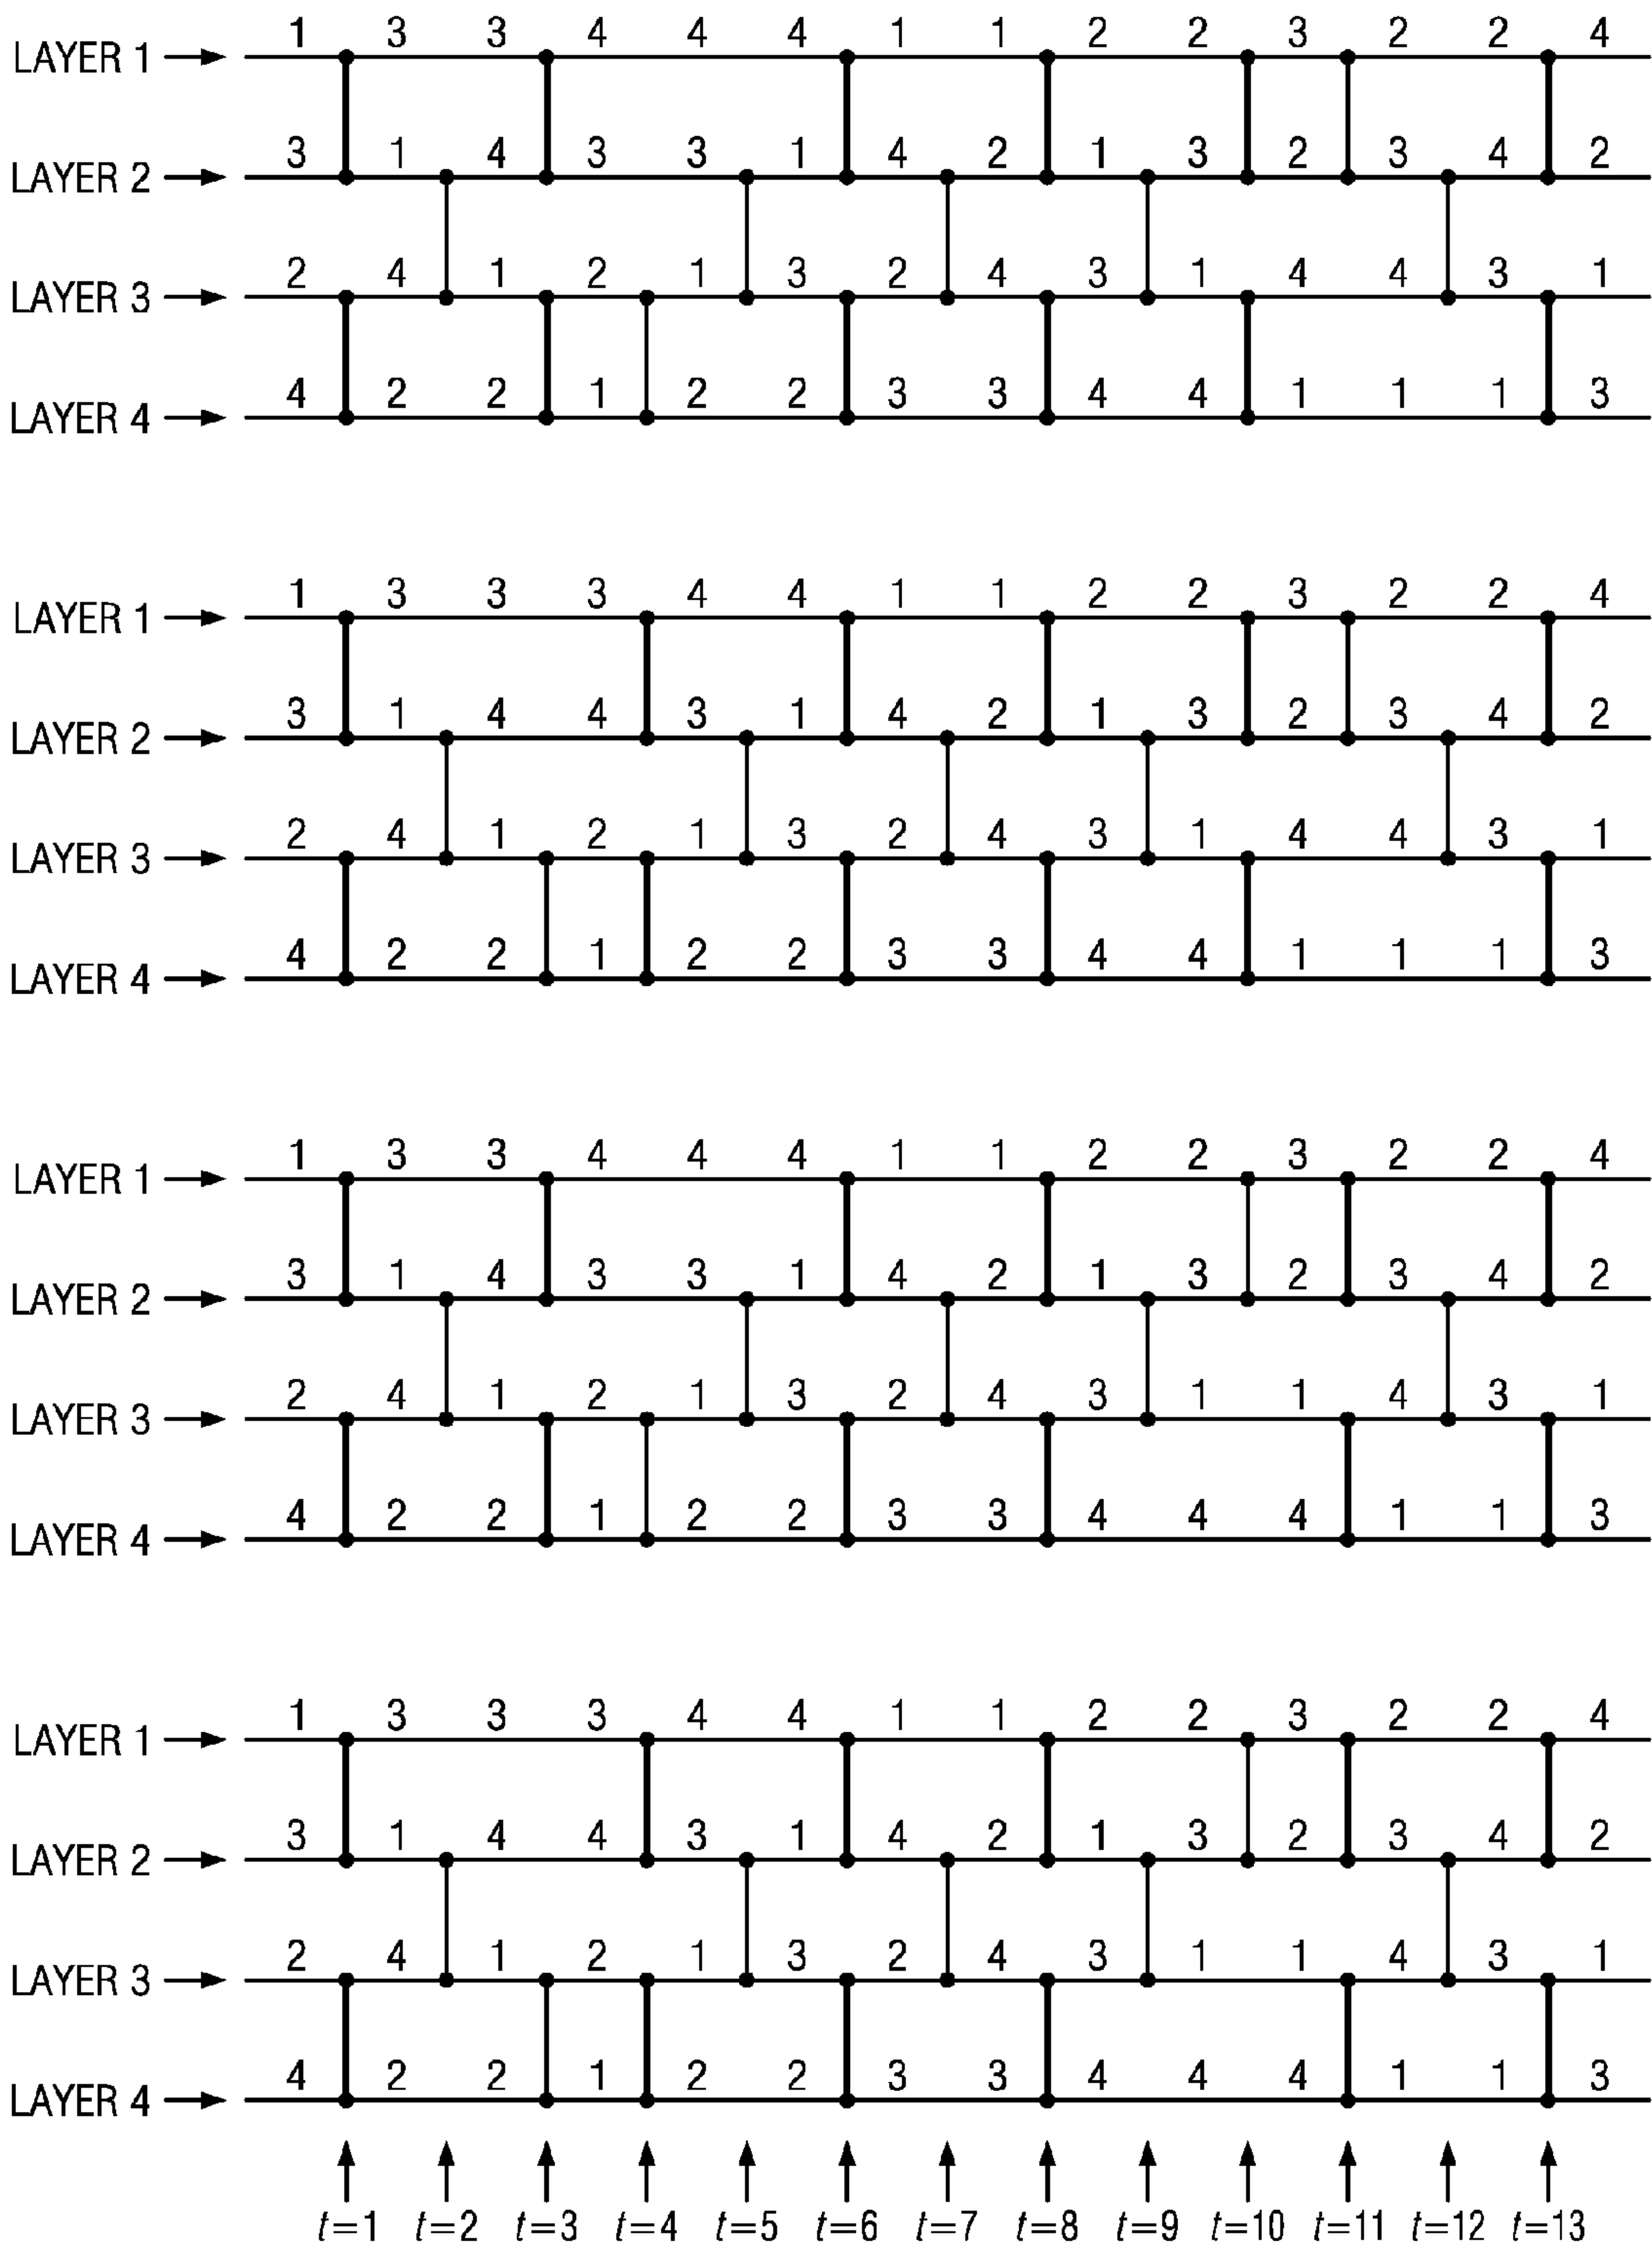 LAYER 1 1 3 3 4 4 4 1 1 2 2 3 2 2 4
LAYER 2 3 1 4 3 3 1 4 2 1 3 2 3 4 2
LAYER 3 2 4 1 2 1 3 2 4 3 1 4 4 3 1
LAYER 4 4 2 2 1 2 2 3 3 4 4 1 1 1 3
LAYER 1 1 3 3 3 4 4 1 1 2 2 3 2 2 4
LAYER 2 3 1 4 4 3 1 4 2 1 3 2 3 4 2
LAYER 3 2 4 1 2 1 3 2 4 3 1 4 4 3 1
LAYER 4 4 2 2 1 2 2 3 3 4 4 1 1 1 3
LAYER 1 1 3 3 4 4 4 1 1 2 2 3 2 2 4
LAYER 2 3 1 4 3 3 1 4 2 1 3 2 3 4 2
LAYER 3 2 4 1 2 1 3 2 4 3 1 1 4 3 1
LAYER 4 4 2 2 1 2 2 3 3 4 4 4 1 1 3
LAYER 1 1 3 3 3 4 4 1 1 2 2 3 2 2 4
LAYER 2 3 1 4 4 3 1 4 2 1 3 2 3 4 2
LAYER 3 2 4 1 2 1 3 2 4 3 1 1 4 3 1
LAYER 4 4 2 2 1 2 2 3 3 4 4 4 1 1 3
t=1 t=2 t=3 t=4 t=5 t=6 t=7 t=8 t=9 t=10 t=11 t=12 t=13